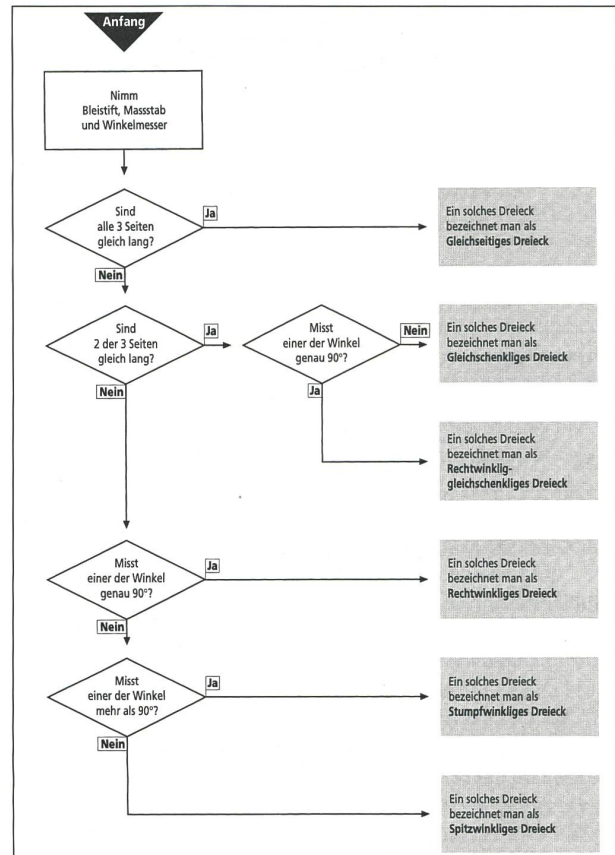 Anfang
Nimm
Bleistift, Massstab
und Winkelmesser
Sind
alle 3 Seiten
gleich lang?
Ja
Ein solches Dreieck
bezeichnet man als
Gleichseitiges Dreieck
Nein
Sind
2 der 3 Seiten
gleich lang?
Ja
Misst
einer der Winkel
genau 90°?
Nein
Ein solches Dreieck
bezeichnet man als
Gleichschenkliges Dreieck
Nein
Ja
Ein solches Dreieck
bezeichnet man als
Rechtwinklig-
gleichschenkliges Dreieck
Misst
einer der Winkel
genau 90°?
Ja
Ein solches Dreieck
bezeichnet man als
Rechtwinkliges Dreieck
Nein
Misst
einer der Winkel
mehr als 90°?
Ja
Ein solches Dreieck
bezeichnet man als
Stumpfwinkliges Dreieck
Nein
Ein solches Dreieck
bezeichnet man als
Spitzwinkliges Dreieck